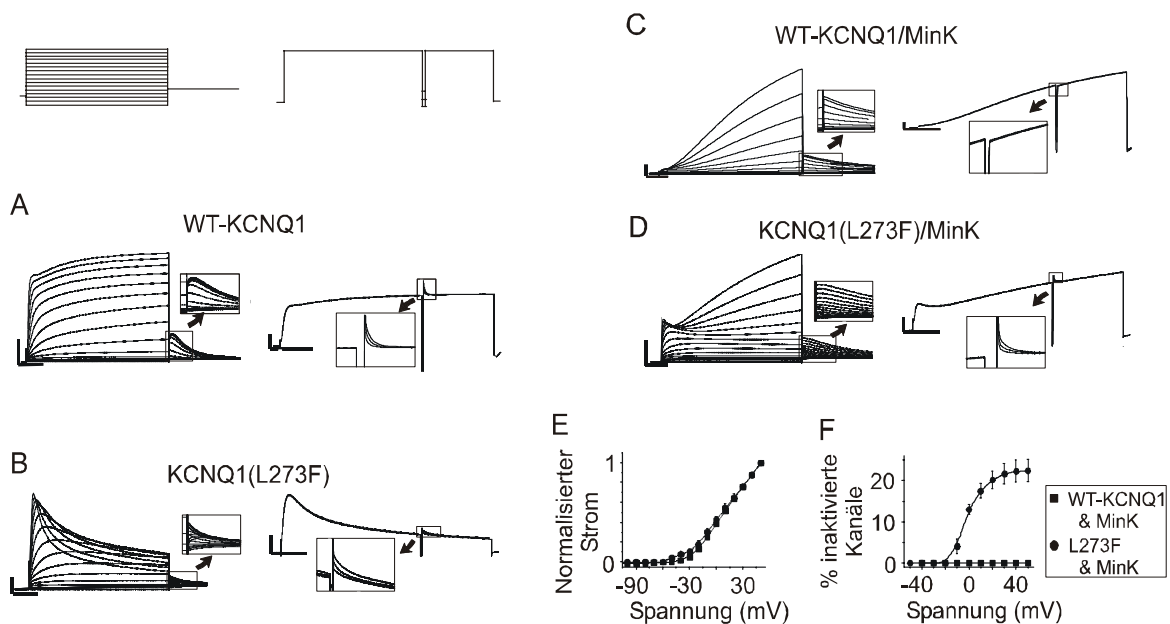 A
WT-KCNQ1
B
KCNQ1(L273F)
C
WT-KCNQ1/MinK
D
KCNQ1(L273F)/MinK
E
Normalisierter
Strom
1
0
-90
-30
30
Spannung (mV)
F
% inaktivierte
Kanäle
20
10
0
-40
0
40
Spannung (mV)
WT-KCNQ1
& MinK
L273F
& MinK